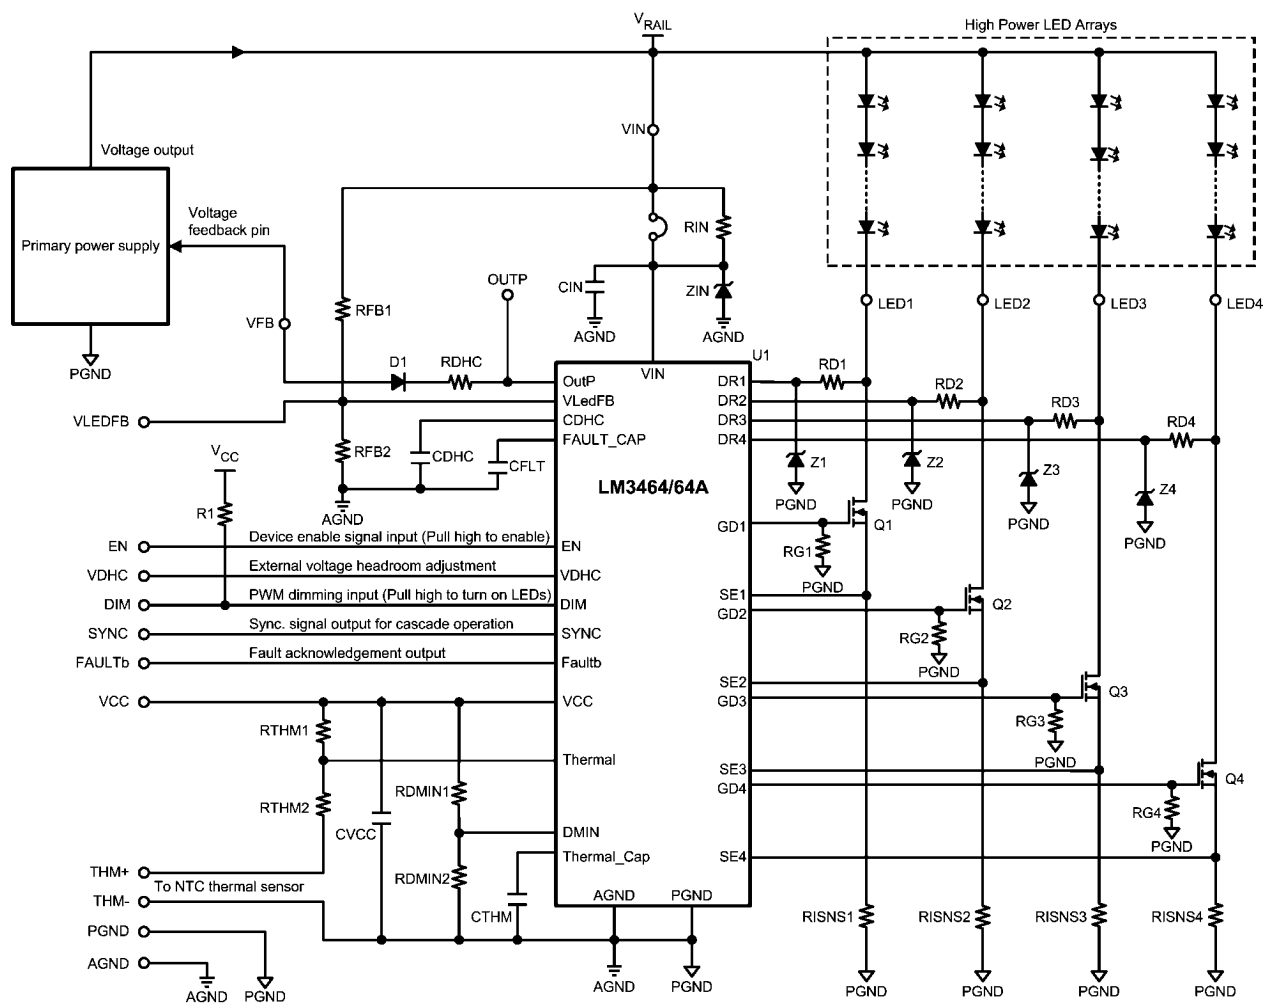 V_RAIL
High Power LED Arrays
VIN
Voltage output
Voltage
feedback pin
Primary power supply
RIN
OUTP
CIN
ZIN
LED1
LED2
LED3
LED4
RFB1
VFB
AGND
AGND
PGND
D1
RDHC
U1
VIN
OutP
DR1
RD1
VLEDFB
VLedFB
DR2
RD2
CDHC
DR3
RD3
FAULT_CAP
DR4
RD4
RFB2
CDHC
CFLT
Z1
Z2
Z3
Z4
V_CC
LM3464/64A
PGND
PGND
PGND
PGND
AGND
R1
GD1
Q1
EN
Device enable signal input (Pull high to enable)
EN
RG1
PGND
VDHC
External voltage headroom adjustment
VDHC
DIM
PWM dimming input (Pull high to turn on LEDs)
DIM
SE1
GD2
Q2
SYNC
Sync. signal output for cascade operation
SYNC
RG2
PGND
FAULTb
Fault acknowledgement output
Faultb
SE2
GD3
Q3
VCC
VCC
RTHM1
RG3
PGND
Thermal
SE3
GD4
Q4
RDMIN1
RTHM2
RG4
CVCC
DMIN
PGND
Thermal_Cap
SE4
THM+
RDMIN2
To NTC thermal sensor
THM-
CTHM
AGND
PGND
RISNS1
RISNS2
RISNS3
RISNS4
PGND
AGND
AGND
PGND
AGND
PGND
PGND
PGND
PGND
PGND